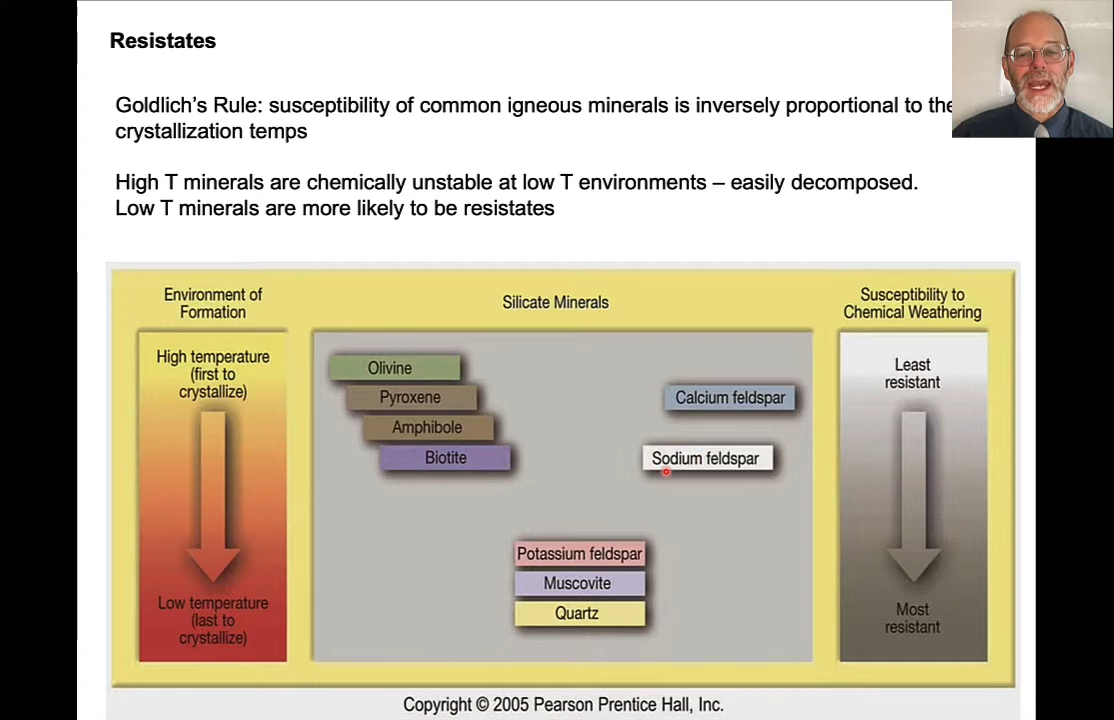 Resistates
Goldlich's Rule: susceptibility of common igneous minerals is inversely proportional to the
crystallization temps
High T minerals are chemically unstable at low T environments – easily decomposed.
Low T minerals are more likely to be resistates
Environment of
Formation
Silicate Minerals
Susceptibility to
Chemical Weathering
High temperature
(first to
crystallize)
Low temperature
(last to
crystallize)
Olivine
Pyroxene
Amphibole
Biotite
Calcium feldspar
Sodium feldspar
Potassium feldspar
Muscovite
Quartz
Least
resistant
Most
resistant
Copyright © 2005 Pearson Prentice Hall, Inc.